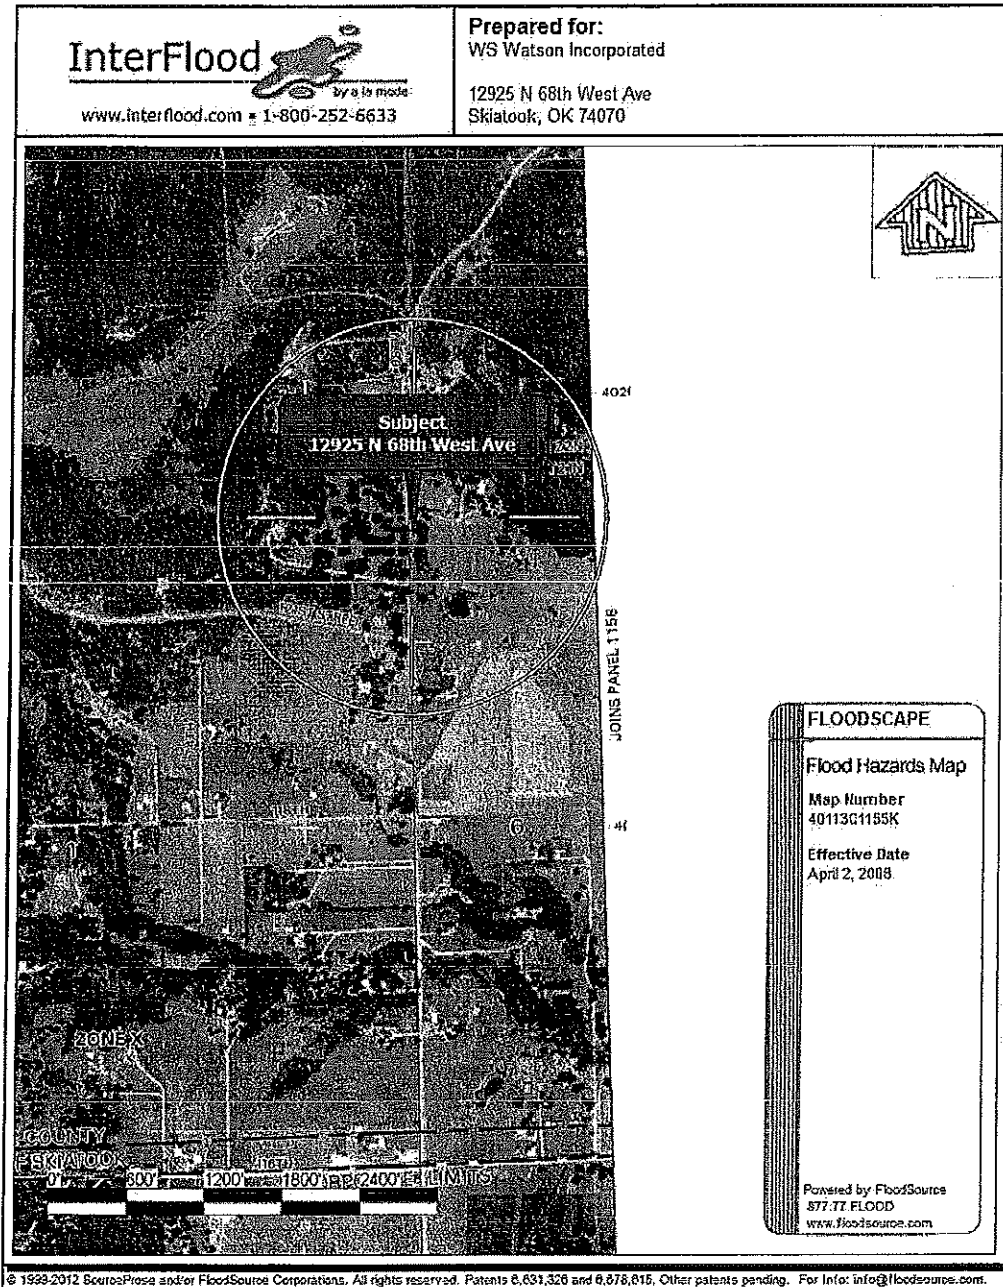 InterFlood
by a la mode
www.interflood.com ▪ 1-800-252-6633
Prepared for:
WS Watson Incorporated
12925 N 68th West Ave
Skiatook, OK 74070
N
Subject
12925 N 68th West Ave
JOINS PANEL 1156
1
6
ZONE X
COUNTY
SKIATOOK
LIMITS
0' 600' 1200' 1800' 2400'
FLOODSCAPE
Flood Hazards Map
Map Number
40113C1155K
Effective Date
April 2, 2008
Powered by FloodSource
877.77.FLOOD
www.floodsource.com
© 1999-2012 SourceProse and/or FloodSource Corporations. All rights reserved. Patents 6,631,326 and 6,678,615. Other patents pending. For Info: info@floodsource.com.